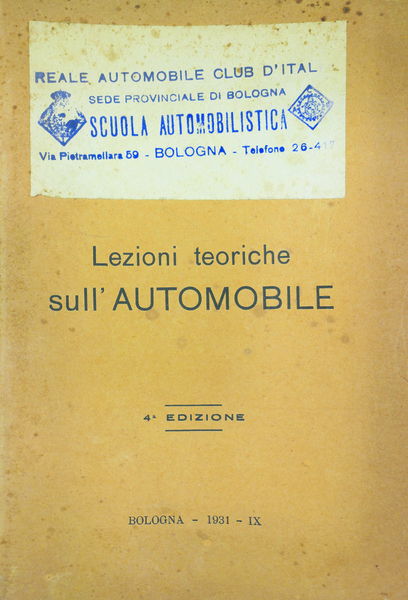 REALE AUTOMOBILE CLUB D'ITAL
SEDE PROVINCIALE DI BOLOGNA
SCUOLA AUTOMOBILISTICA
Via Pietramellara 59 - BOLOGNA - Telefono 26-417
Lezioni teoriche
sull'AUTOMOBILE
4ª EDIZIONE
BOLOGNA - 1931 - IX